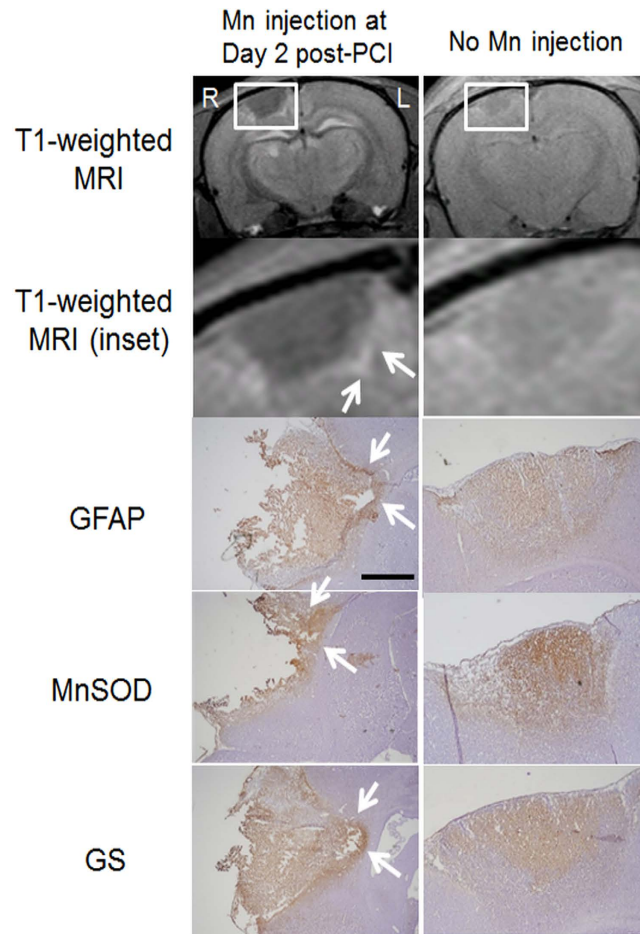 Mn injection at
Day 2 post-PCI
No Mn injection
R
L
T1-weighted
MRI
T1-weighted
MRI (inset)
GFAP
MnSOD
GS